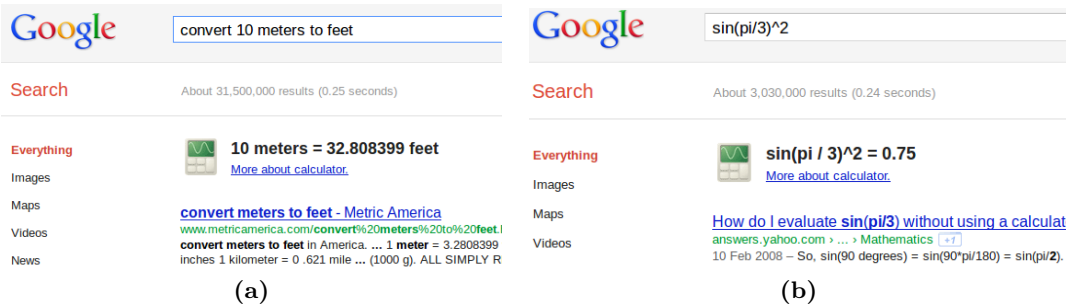 Google
convert 10 meters to feet
Search
About 31,500,000 results (0.25 seconds)
Everything
Images
Maps
Videos
News
10 meters = 32.808399 feet
More about calculator.
convert meters to feet - Metric America
www.metricamerica.com/convert%20meters%20to%20feet.
convert meters to feet in America. ... 1 meter = 3.2808399
inches 1 kilometer = 0 .621 mile ... (1000 g). ALL SIMPLY R
(a)
Google
sin(pi/3)^2
Search
About 3,030,000 results (0.24 seconds)
Everything
Images
Maps
Videos
sin(pi / 3)^2 = 0.75
More about calculator.
How do I evaluate sin(pi/3) without using a calculat
answers.yahoo.com › ... › Mathematics +1
10 Feb 2008 – So, sin(90 degrees) = sin(90*pi/180) = sin(pi/2).
(b)